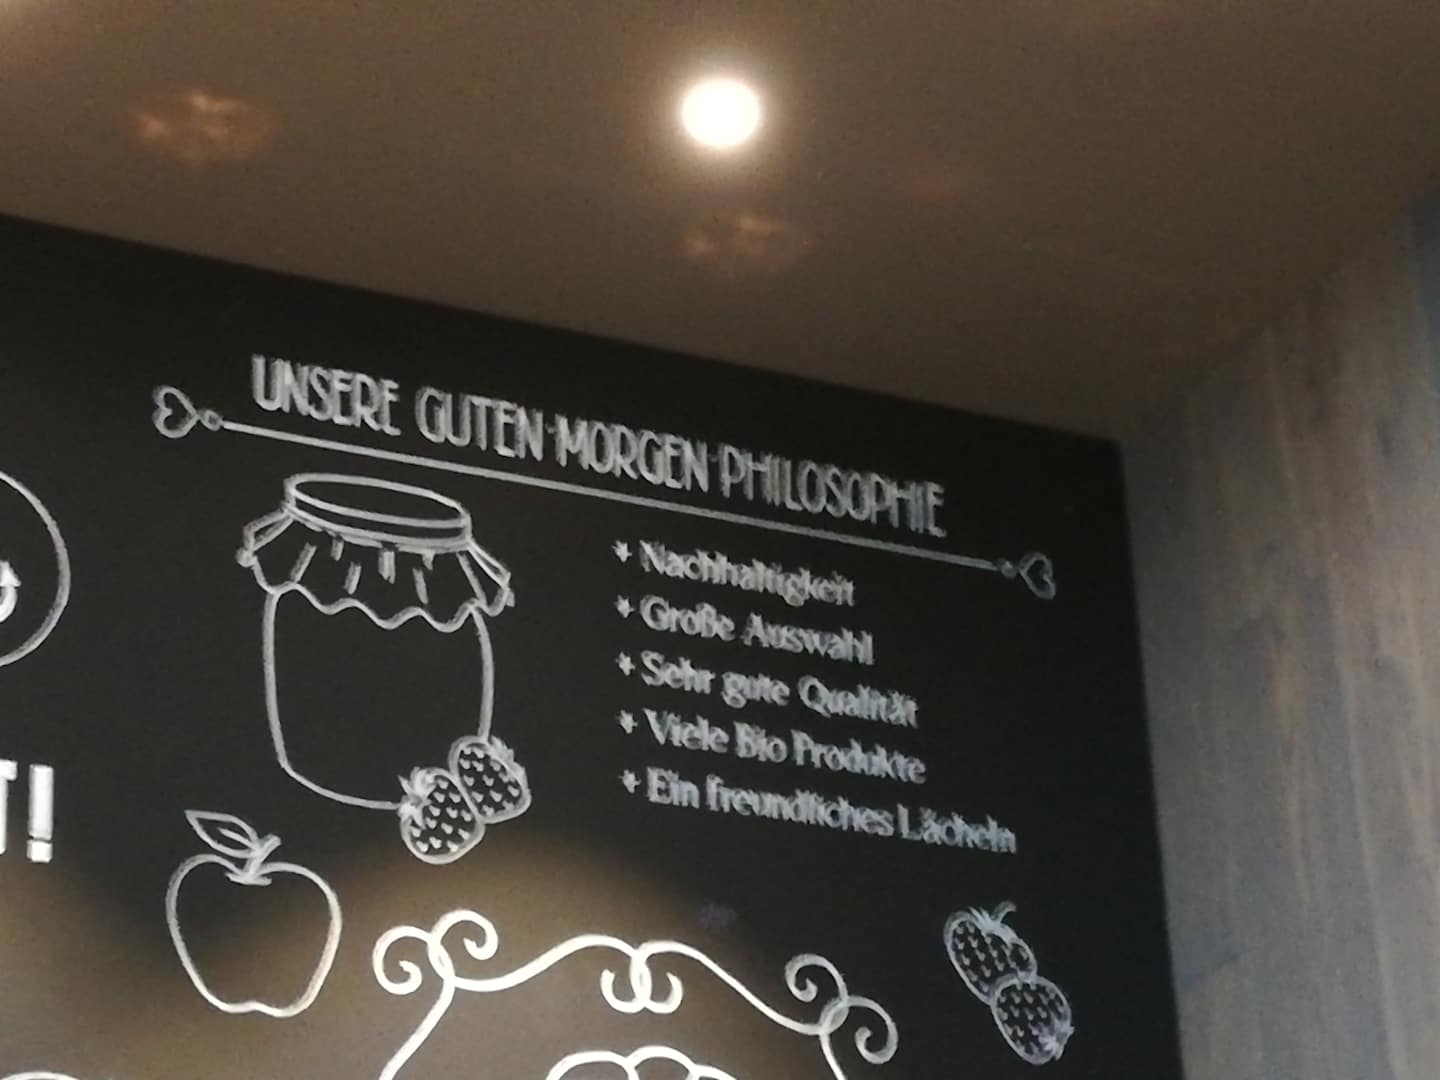 UNSERE GUTEN-MORGEN-PHILOSOPHIE
+ Nachhaltigkeit
+ Große Auswahl
+ Sehr gute Qualität
+ Viele Bio Produkte
+ Ein freundliches Lächeln
T!